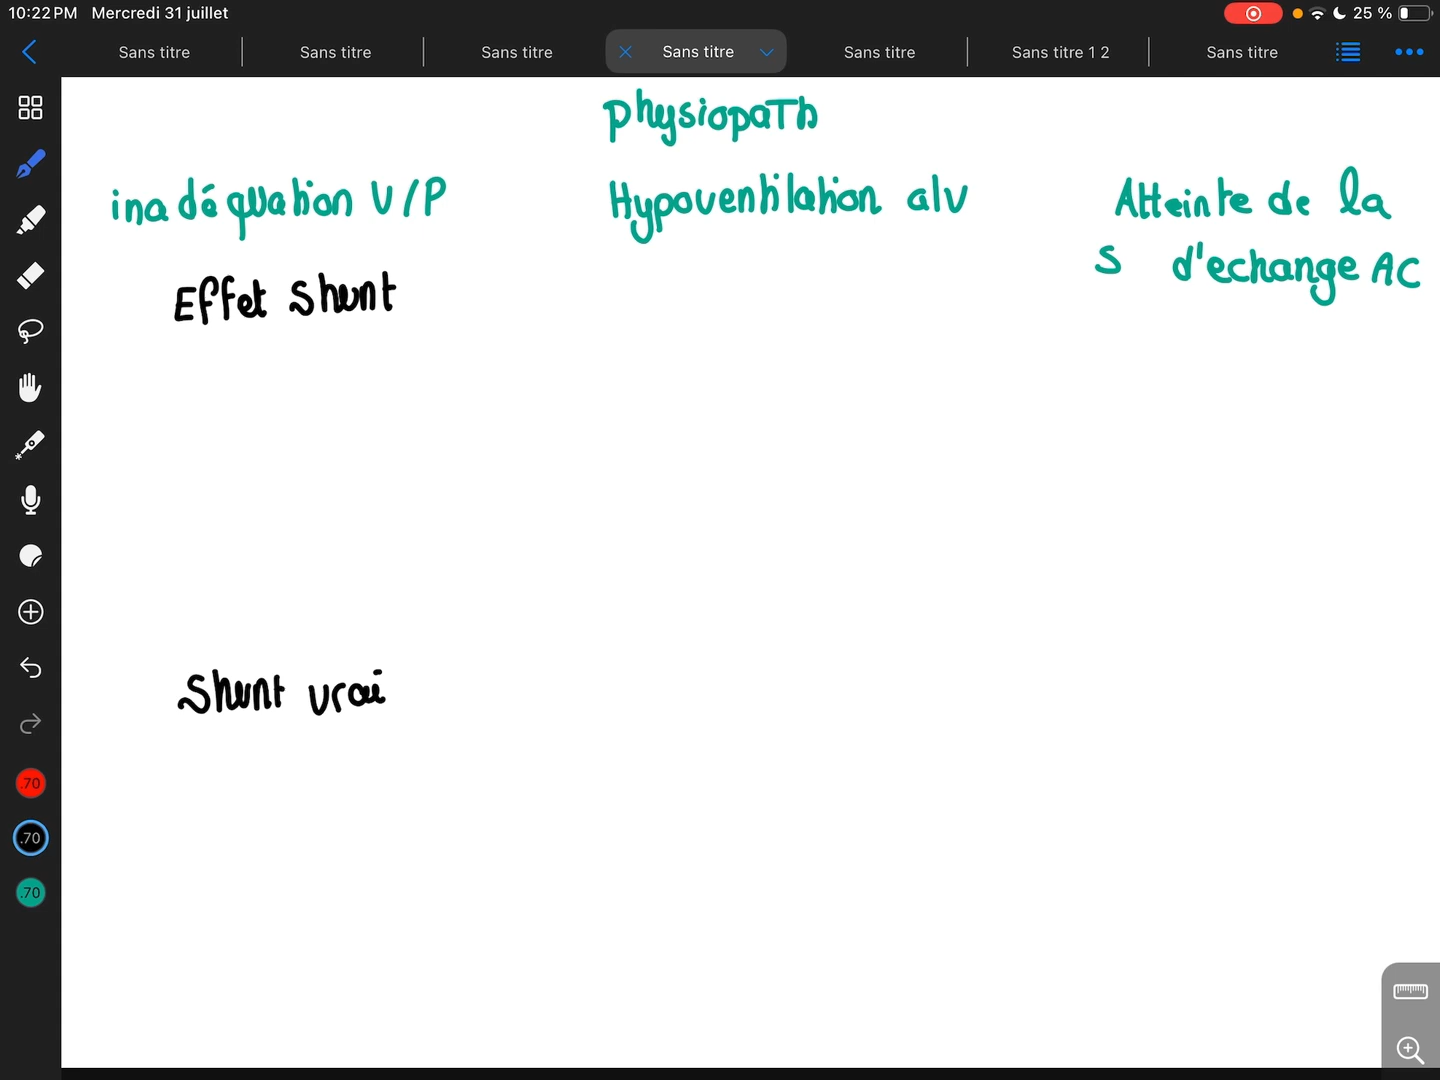 10:22 PM Mercredi 31 juillet 25 %
Sans titre Sans titre Sans titre Sans titre Sans titre Sans titre 1 2 Sans titre
physiopath
inadéquation V/P Hypoventilation alv Atteinte de la
S d'echange AC
Effet shunt
Shunt vrai
.70
.70
.70